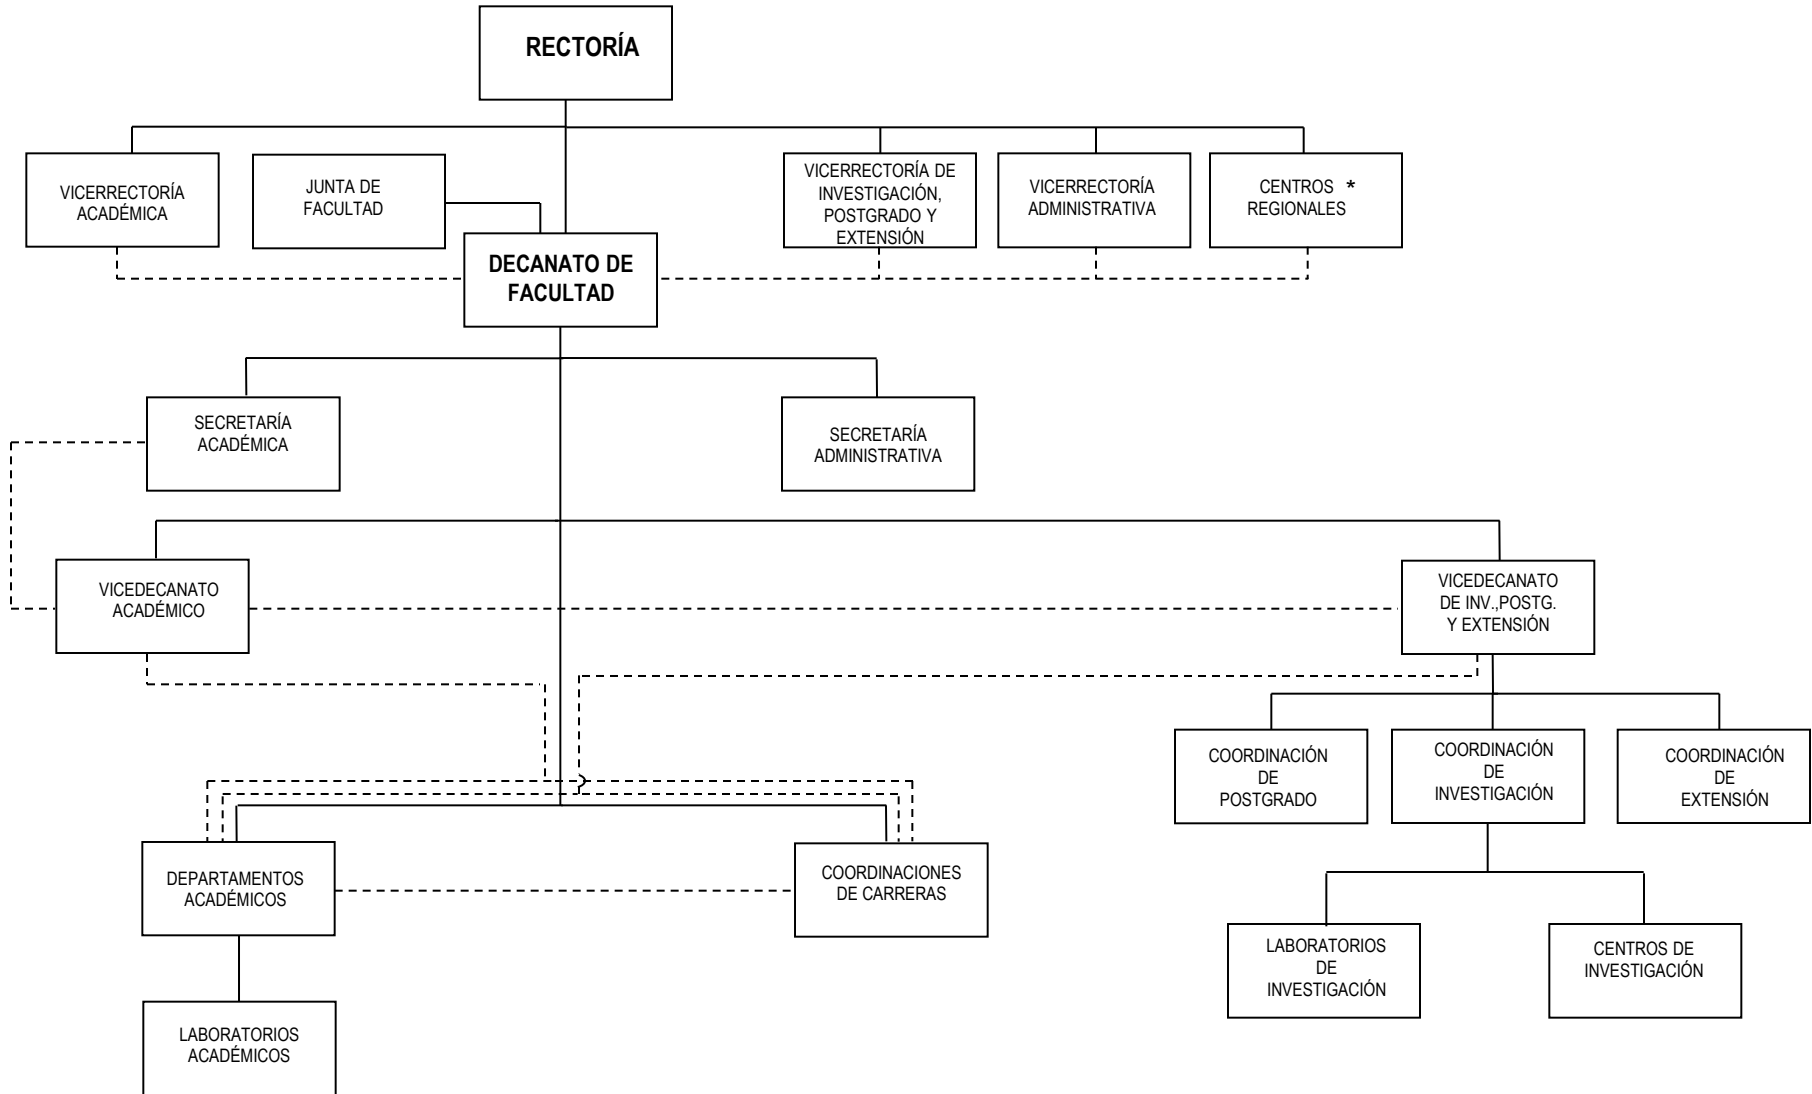 RECTORÍA
VICERRECTORÍA
ACADÉMICA
JUNTA DE
FACULTAD
VICERRECTORÍA DE
INVESTIGACIÓN,
POSTGRADO Y
EXTENSIÓN
VICERRECTORÍA
ADMINISTRATIVA
CENTROS *
REGIONALES
DECANATO DE
FACULTAD
SECRETARÍA
ACADÉMICA
SECRETARÍA
ADMINISTRATIVA
VICEDECANATO
ACADÉMICO
VICEDECANATO
DE INV.,POSTG.
Y EXTENSIÓN
COORDINACIÓN
DE
POSTGRADO
COORDINACIÓN
DE
INVESTIGACIÓN
COORDINACIÓN
DE
EXTENSIÓN
DEPARTAMENTOS
ACADÉMICOS
COORDINACIONES
DE CARRERAS
LABORATORIOS
DE
INVESTIGACIÓN
CENTROS DE
INVESTIGACIÓN
LABORATORIOS
ACADÉMICOS